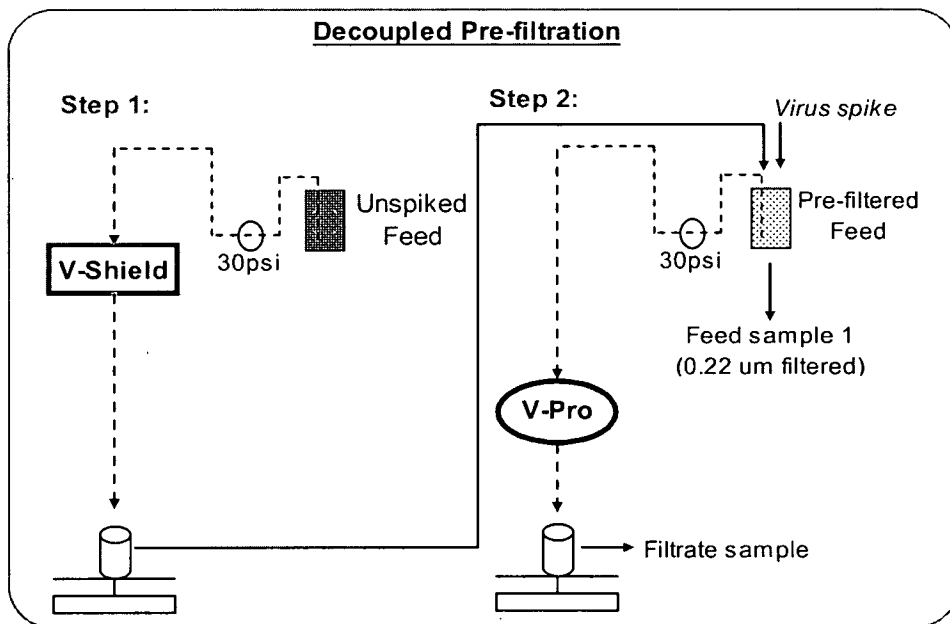 Decoupled Pre-filtration
Step 1:
Unspiked
Feed
30psi
V-Shield
Step 2:
Virus spike
Pre-filtered
Feed
30psi
Feed sample 1
(0.22 um filtered)
V-Pro
Filtrate sample